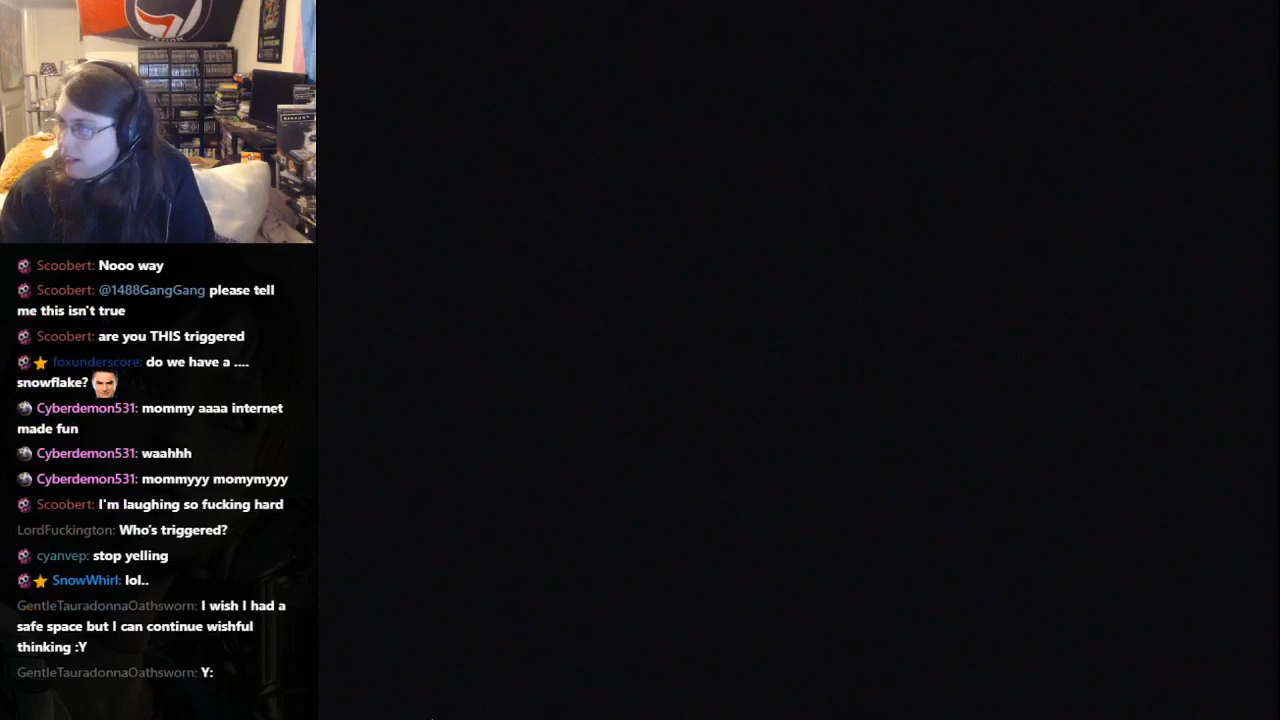 ACTION
MANHUNT
Scoobert: Nooo way
Scoobert: @1488GangGang please tell
me this isn't true
Scoobert: are you THIS triggered
foxunderscore: do we have a ....
snowflake?
Cyberdemon531: mommy aaaa internet
made fun
Cyberdemon531: waahhh
Cyberdemon531: mommyyy momymyyy
Scoobert: I'm laughing so fucking hard
LordFuckington: Who's triggered?
cyanvep: stop yelling
SnowWhirl: lol..
GentleTauradonnaOathsworn: I wish I had a
safe space but I can continue wishful
thinking :Y
GentleTauradonnaOathsworn: Y: